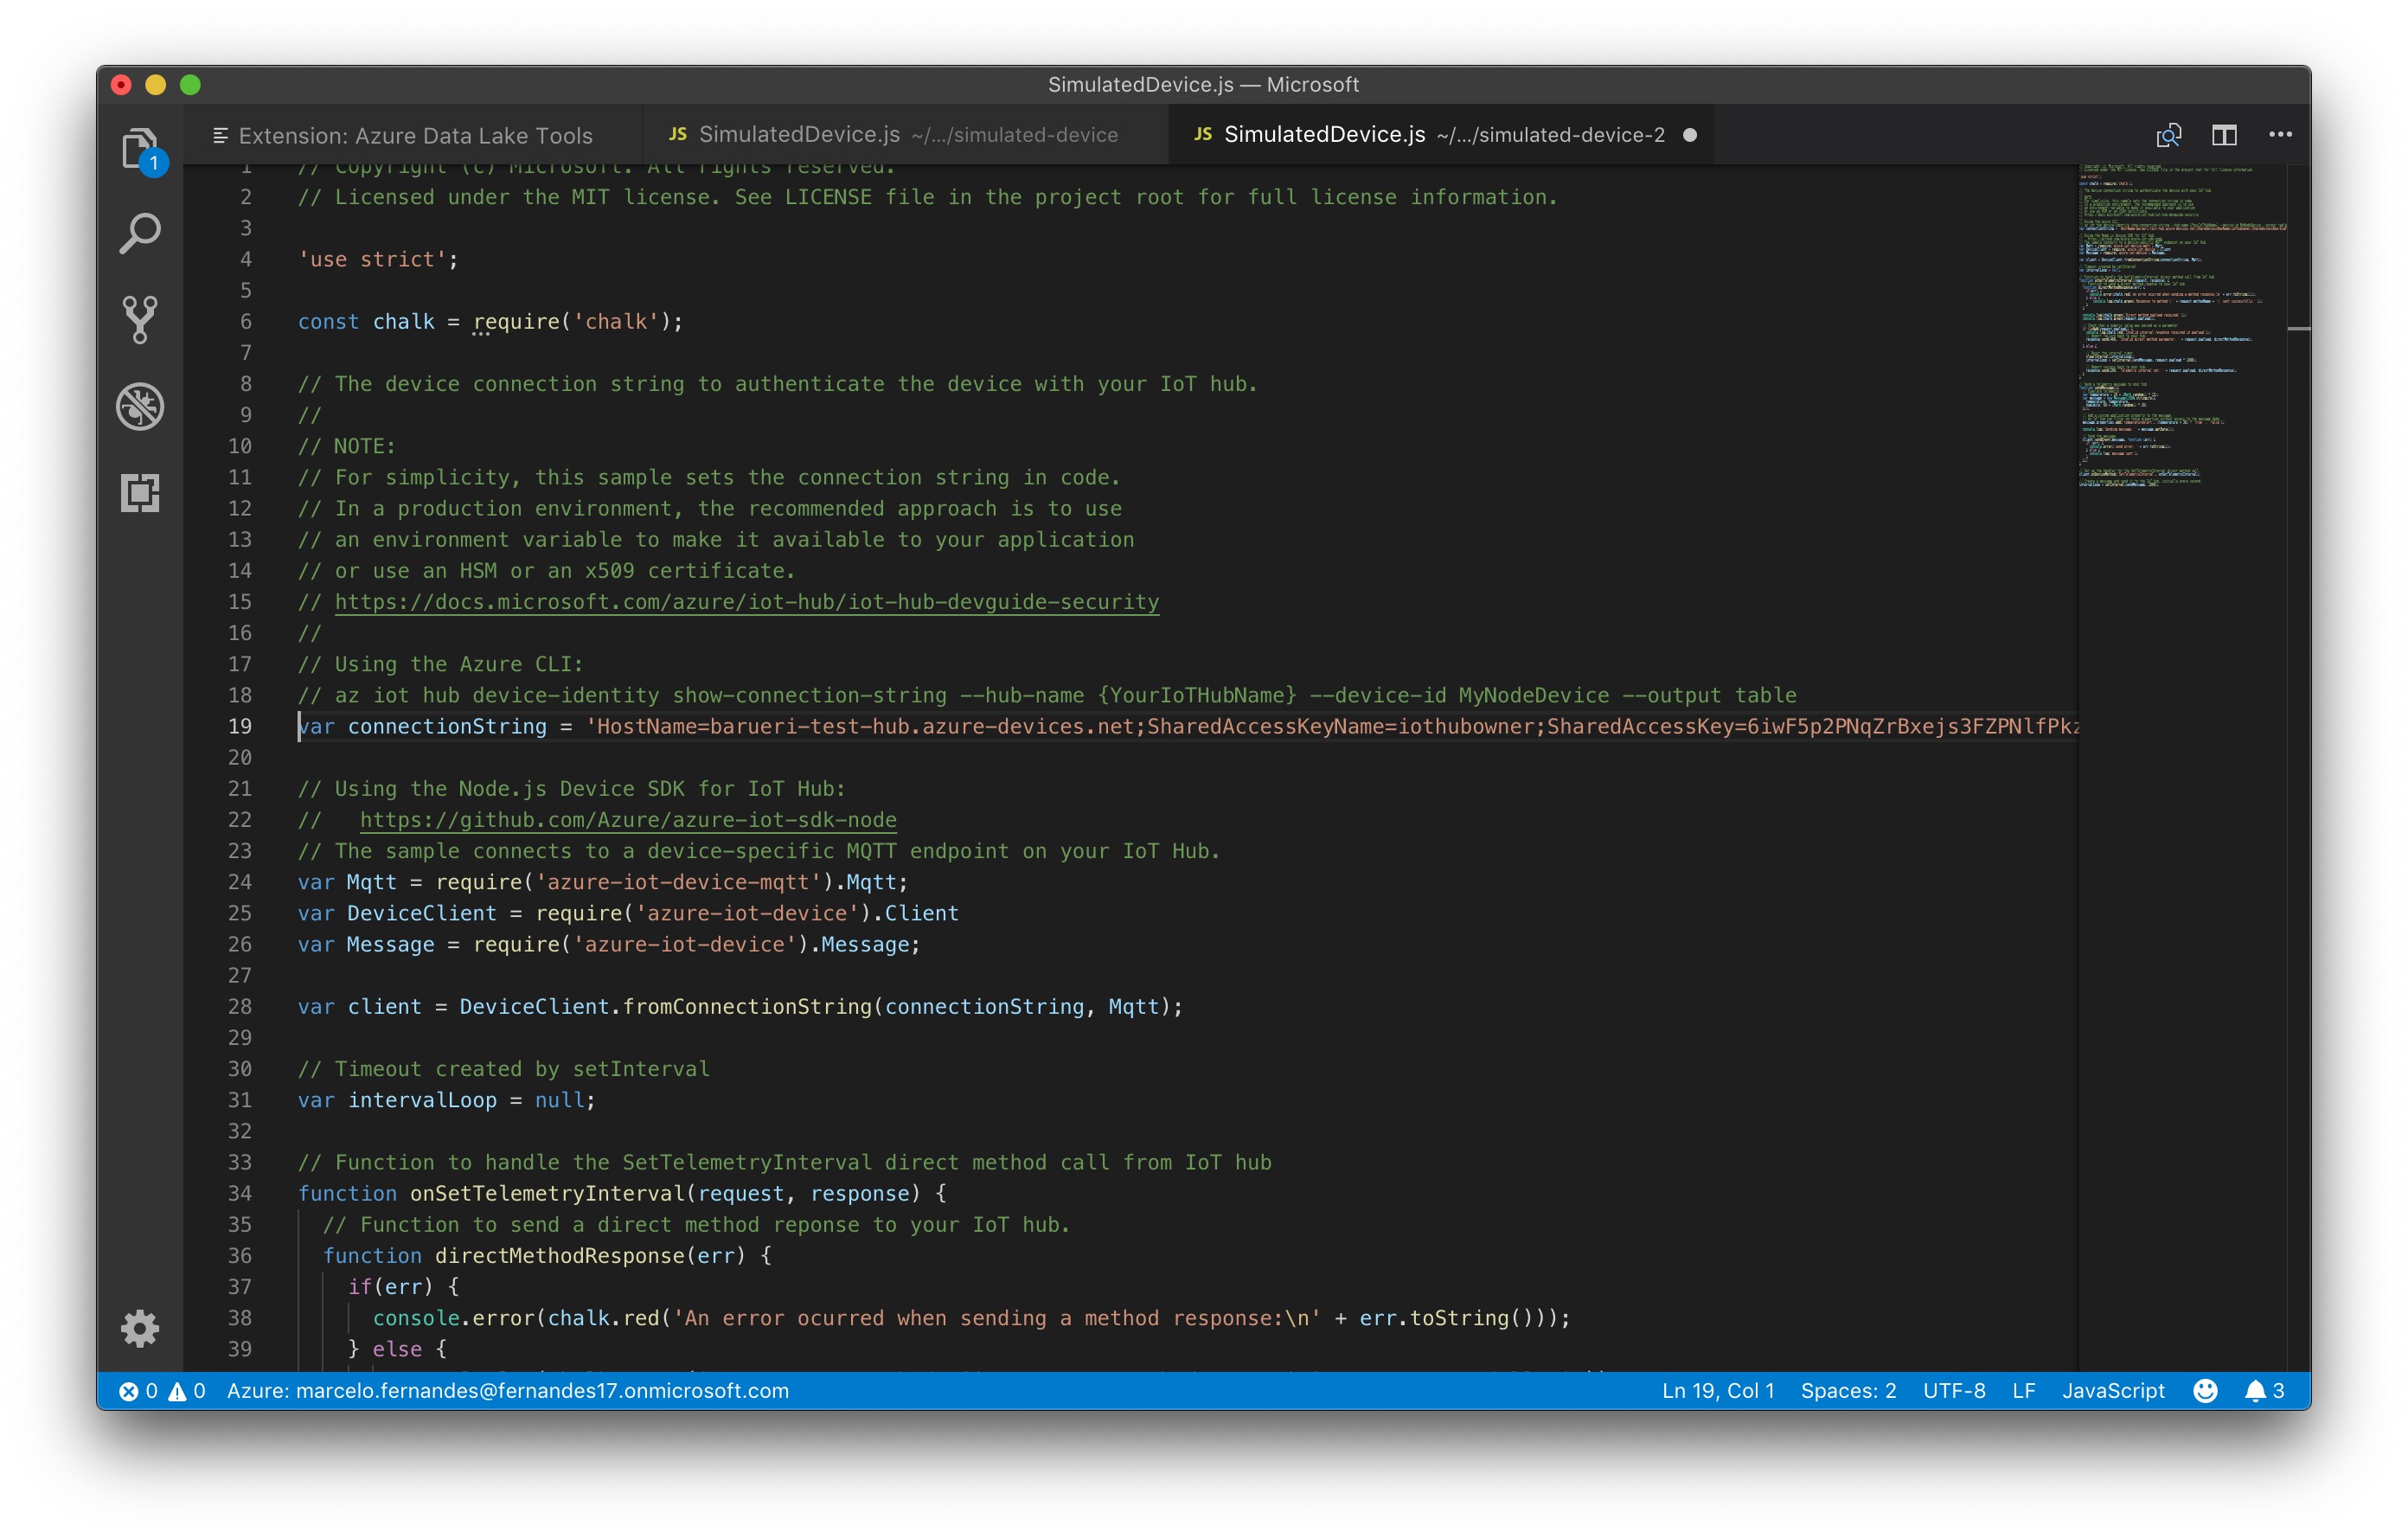 SimulatedDevice.js — Microsoft
Extension: Azure Data Lake Tools
JS SimulatedDevice.js ~/.../simulated-device
JS SimulatedDevice.js ~/.../simulated-device-2
1
1 // Copyright (c) Microsoft. All rights reserved.
2 // Licensed under the MIT license. See LICENSE file in the project root for full license information.
3
4 'use strict';
5
6 const chalk = require('chalk');
7
8 // The device connection string to authenticate the device with your IoT hub.
9 //
10 // NOTE:
11 // For simplicity, this sample sets the connection string in code.
12 // In a production environment, the recommended approach is to use
13 // an environment variable to make it available to your application
14 // or use an HSM or an x509 certificate.
15 // https://docs.microsoft.com/azure/iot-hub/iot-hub-devguide-security
16 //
17 // Using the Azure CLI:
18 // az iot hub device-identity show-connection-string --hub-name {YourIoTHubName} --device-id MyNodeDevice --output table
19 var connectionString = 'HostName=barueri-test-hub.azure-devices.net;SharedAccessKeyName=iothubowner;SharedAccessKey=6iwF5p2PNqZrBxejs3FZPNlfPkz
20
21 // Using the Node.js Device SDK for IoT Hub:
22 //   https://github.com/Azure/azure-iot-sdk-node
23 // The sample connects to a device-specific MQTT endpoint on your IoT Hub.
24 var Mqtt = require('azure-iot-device-mqtt').Mqtt;
25 var DeviceClient = require('azure-iot-device').Client
26 var Message = require('azure-iot-device').Message;
27
28 var client = DeviceClient.fromConnectionString(connectionString, Mqtt);
29
30 // Timeout created by setInterval
31 var intervalLoop = null;
32
33 // Function to handle the SetTelemetryInterval direct method call from IoT hub
34 function onSetTelemetryInterval(request, response) {
35   // Function to send a direct method reponse to your IoT hub.
36   function directMethodResponse(err) {
37     if(err) {
38       console.error(chalk.red('An error ocurred when sending a method response:\n' + err.toString()));
39     } else {
0 0 Azure: marcelo.fernandes@fernandes17.onmicrosoft.com
Ln 19, Col 1 Spaces: 2 UTF-8 LF JavaScript 3